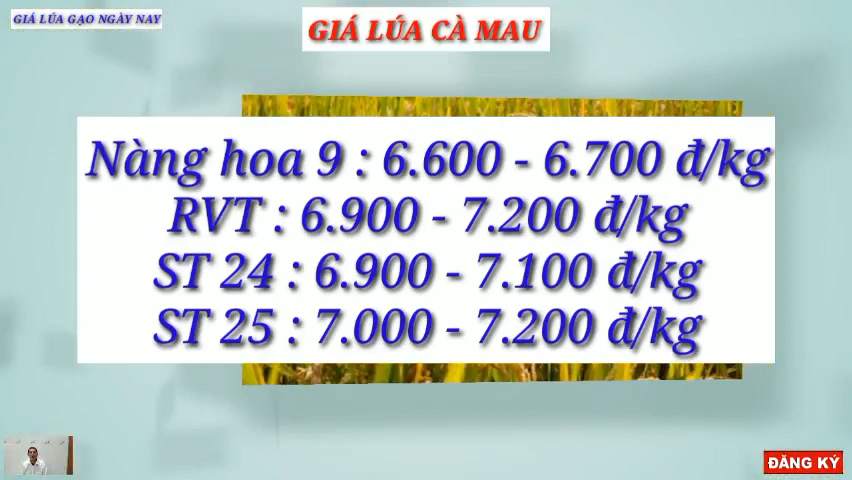 GIÁ LÚA GẠO NGÀY NAY
GIÁ LÚA CÀ MAU
Nàng hoa 9 : 6.600 - 6.700 đ/kg
RVT : 6.900 - 7.200 đ/kg
ST 24 : 6.900 - 7.100 đ/kg
ST 25 : 7.000 - 7.200 đ/kg
ĐĂNG KÝ